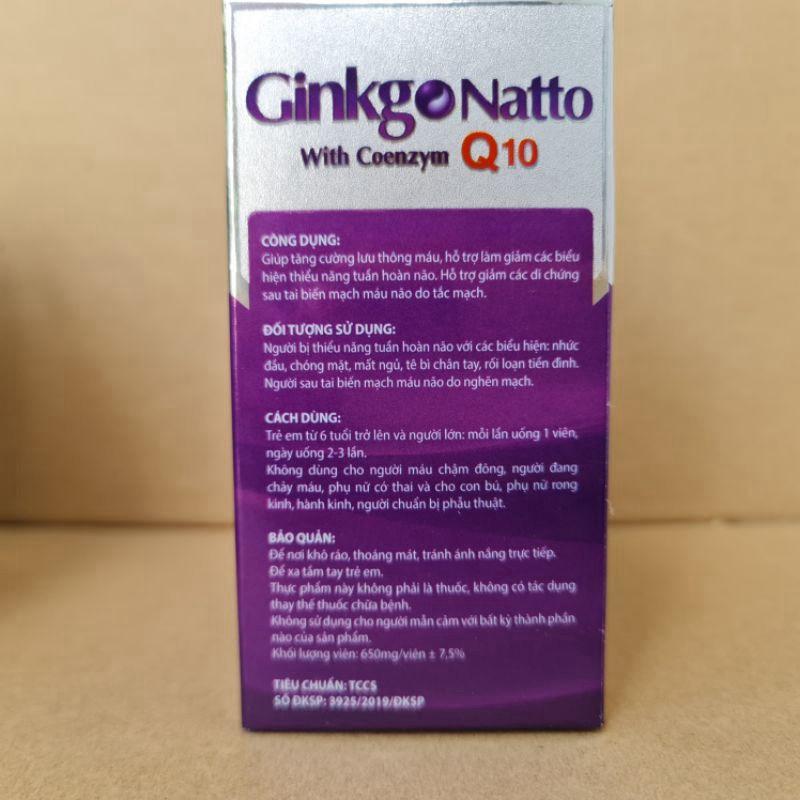 Ginkgo Natto
With Coenzym Q10
CÔNG DỤNG:
Giúp tăng cường lưu thông máu, hỗ trợ làm giảm các biểu
hiện thiểu năng tuần hoàn não. Hỗ trợ giảm các di chứng
sau tai biến mạch máu não do tắc mạch.
ĐỐI TƯỢNG SỬ DỤNG:
Người bị thiểu năng tuần hoàn não với các biểu hiện: nhức
đầu, chóng mặt, mất ngủ, tê bì chân tay, rối loạn tiền đình.
Người sau tai biến mạch máu não do nghẽn mạch.
CÁCH DÙNG:
Trẻ em từ 6 tuổi trở lên và người lớn: mỗi lần uống 1 viên,
ngày uống 2-3 lần.
Không dùng cho người máu chậm đông, người đang
chảy máu, phụ nữ có thai và cho con bú, phụ nữ rong
kinh, hành kinh, người chuẩn bị phẫu thuật.
BẢO QUẢN:
Để nơi khô ráo, thoáng mát, tránh ánh nắng trực tiếp.
Để xa tầm tay trẻ em.
Thực phẩm này không phải là thuốc, không có tác dụng
thay thế thuốc chữa bệnh.
Không sử dụng cho người mẫn cảm với bất kỳ thành phần
nào của sản phẩm.
Khối lượng viên: 650mg/viên ± 7,5%
TIÊU CHUẨN: TCCS
SỐ ĐKSP: 3925/2019/ĐKSP